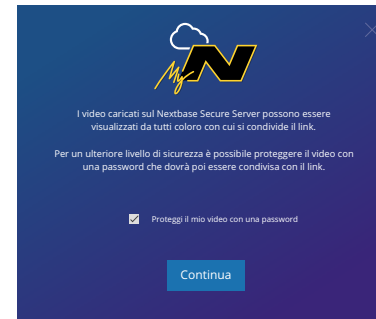 My N
I video caricati sul Nextbase Secure Server possono essere
visualizzati da tutti coloro con cui si condivide il link.
Per un ulteriore livello di sicurezza è possibile proteggere il video con
una password che dovrà poi essere condivisa con il link.
Proteggi il mio video con una password
Continua